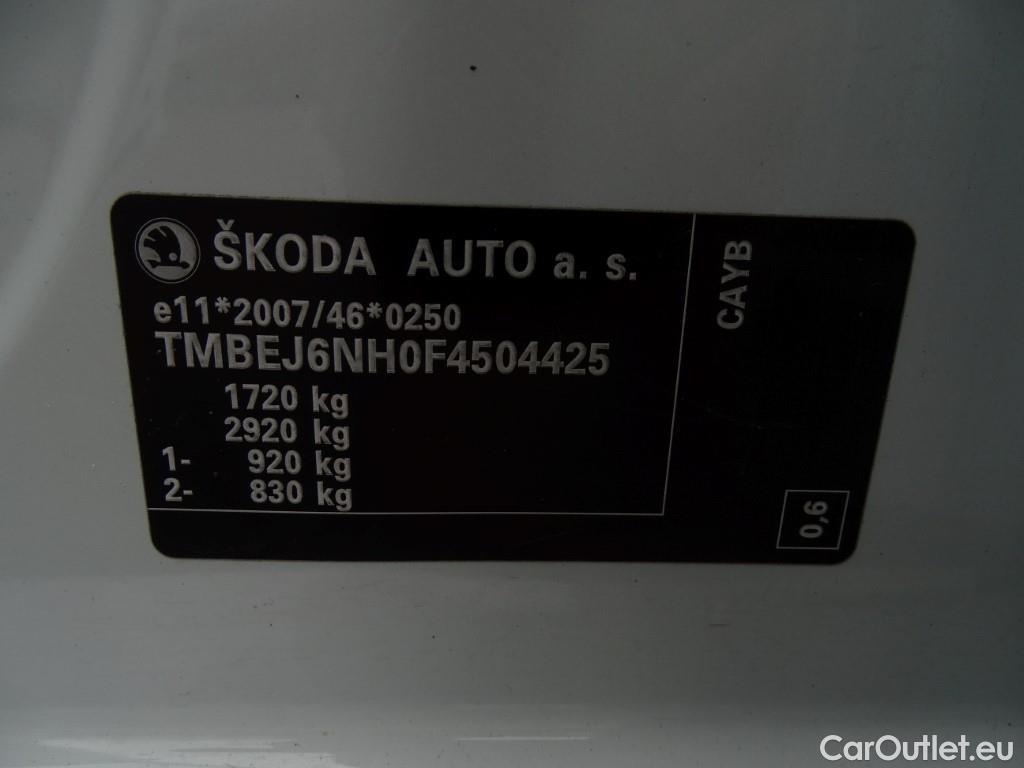 ŠKODA AUTO a. s.
e11*2007/46*0250
TMBEJ6NH0F4504425
1720 kg
2920 kg
1- 920 kg
2- 830 kg
CAYB
0,6
CarOutlet.eu